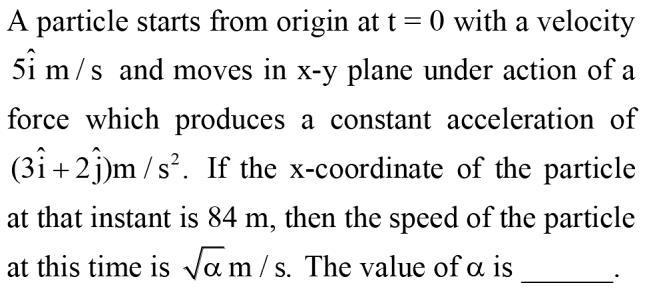 A particle starts from origin at t = 0 with a velocity
5î m / s and moves in x-y plane under action of a
force which produces a constant acceleration of
(3î + 2ĵ)m / s². If the x-coordinate of the particle
at that instant is 84 m, then the speed of the particle
at this time is √α m / s. The value of α is ______.